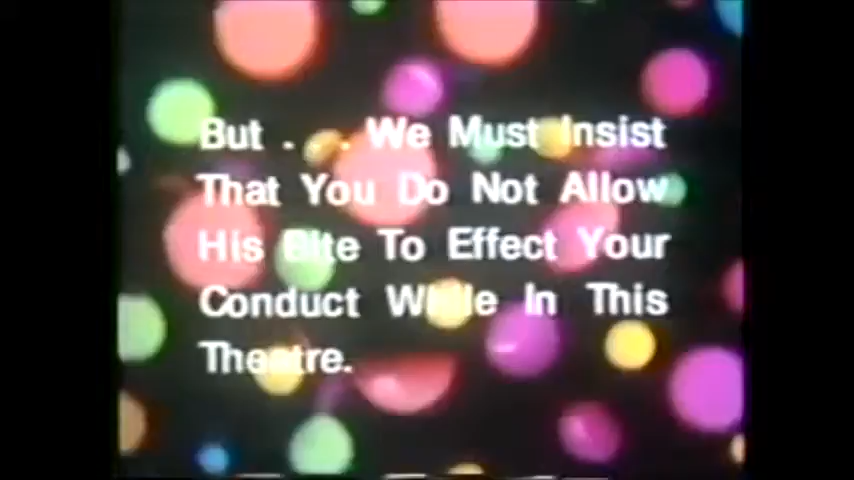 But . . . We Must Insist
That You Do Not Allow
His Bite To Effect Your
Conduct While In This
Theatre.